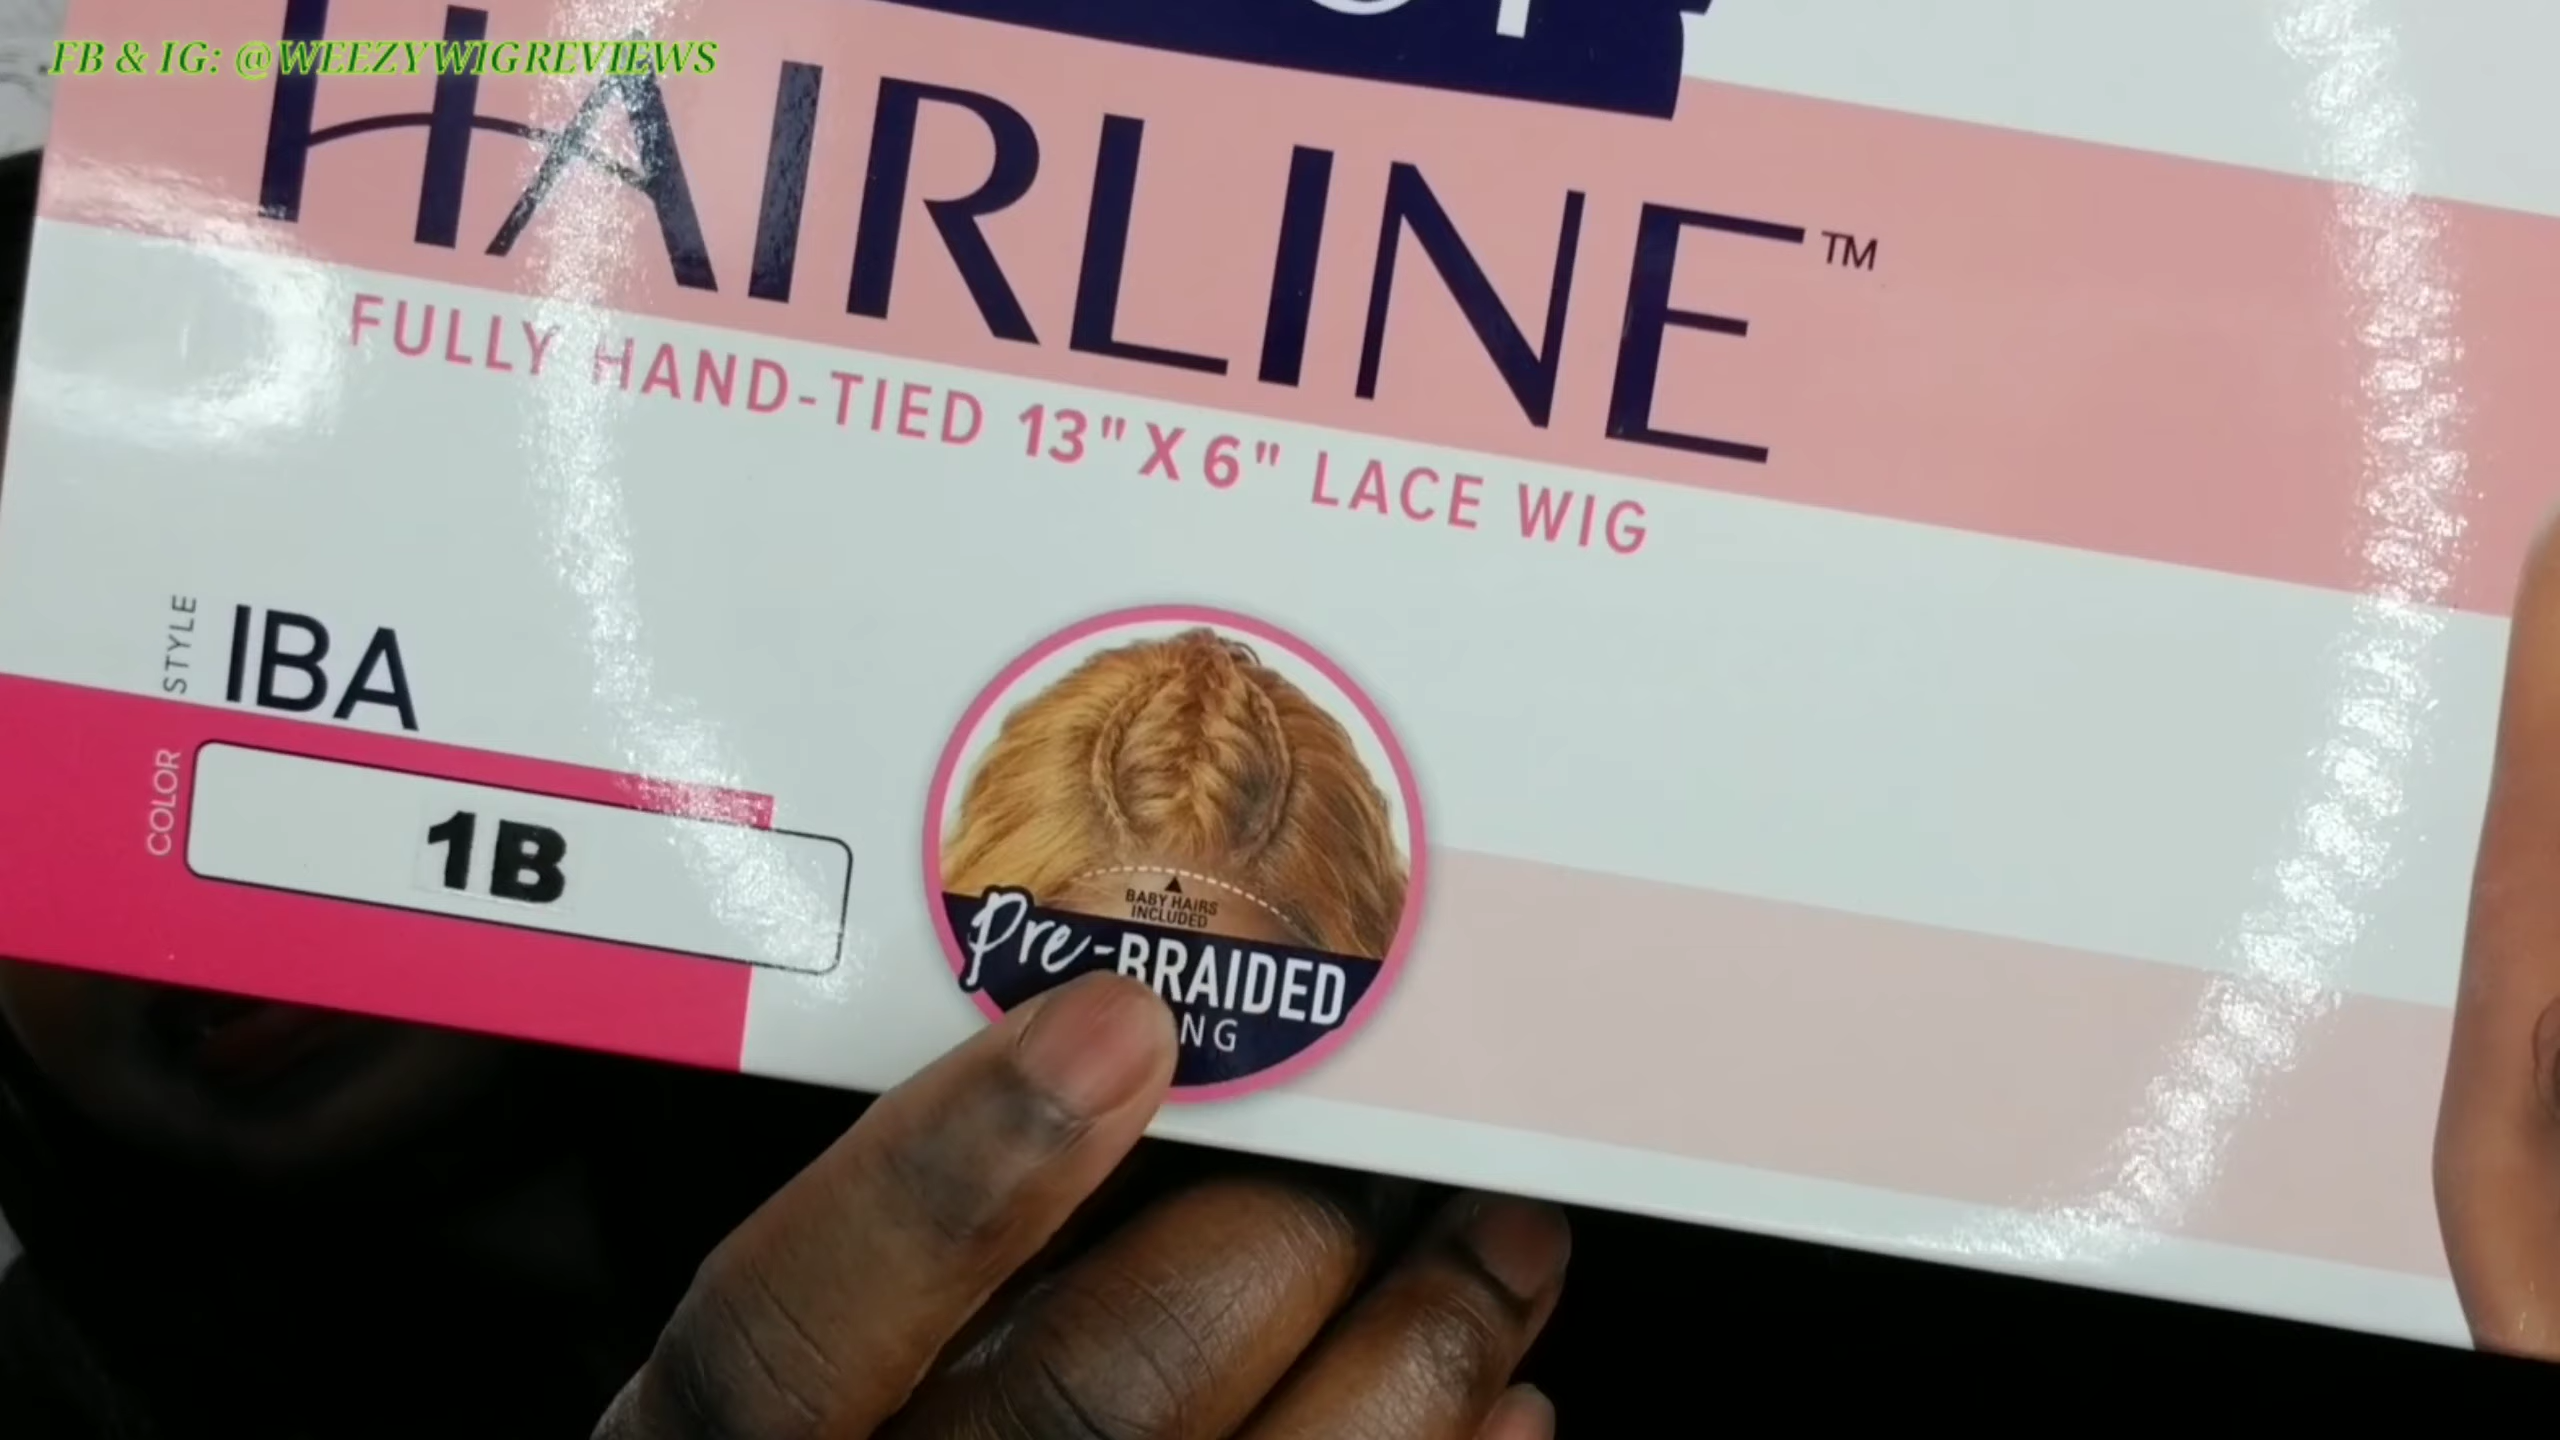 FB & IG: @WEEZYWIGREVIEWS
HAIRLINE™
FULLY HAND-TIED 13" X 6" LACE WIG
STYLE IBA
COLOR 1B
BABY HAIRS
INCLUDED
Pre-BRAIDED